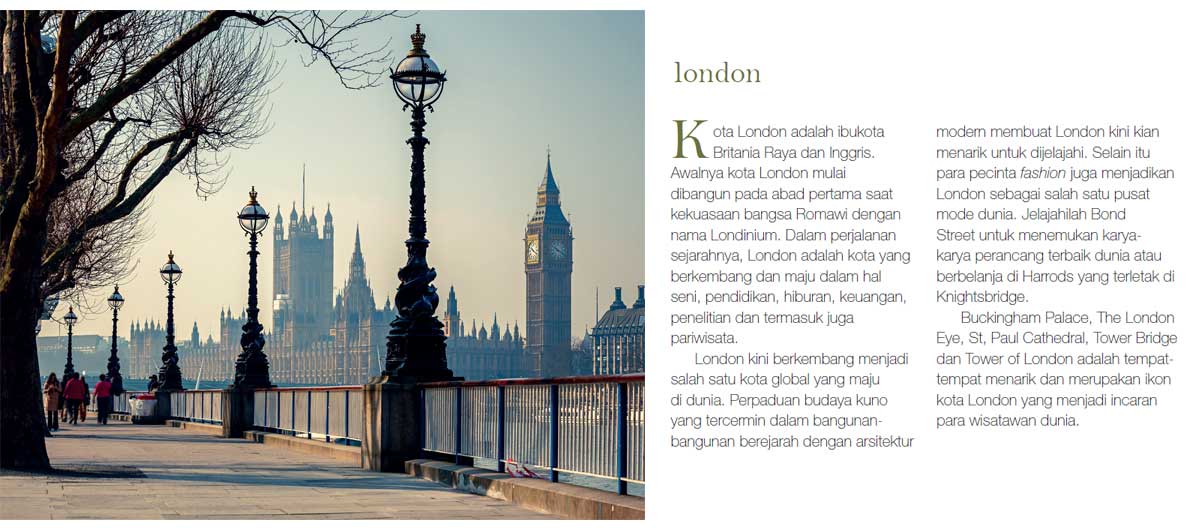 london
Kota London adalah ibukota
Britania Raya dan Inggris.
Awalnya kota London mulai
dibangun pada abad pertama saat
kekuasaan bangsa Romawi dengan
nama Londinium. Dalam perjalanan
sejarahnya, London adalah kota yang
berkembang dan maju dalam hal
seni, pendidikan, hiburan, keuangan,
penelitian dan termasuk juga
pariwisata.
London kini berkembang menjadi
salah satu kota global yang maju
di dunia. Perpaduan budaya kuno
yang tercermin dalam bangunan-
bangunan berejarah dengan arsitektur
modern membuat London kini kian
menarik untuk dijelajahi. Selain itu
para pecinta fashion juga menjadikan
London sebagai salah satu pusat
mode dunia. Jelajahilah Bond
Street untuk menemukan karya-
karya perancang terbaik dunia atau
berbelanja di Harrods yang terletak di
Knightsbridge.
Buckingham Palace, The London
Eye, St, Paul Cathedral, Tower Bridge
dan Tower of London adalah tempat-
tempat menarik dan merupakan ikon
kota London yang menjadi incaran
para wisatawan dunia.